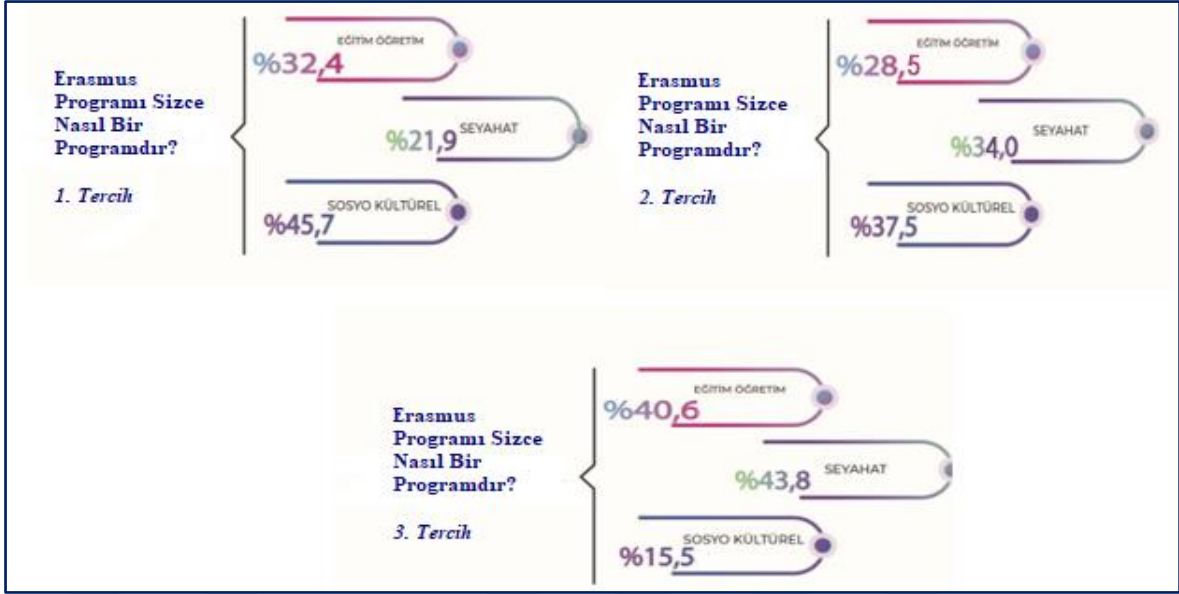 Erasmus
Programı Sizce
Nasıl Bir
Programdır?
1. Tercih
EĞİTİM ÖĞRETİM
%32,4
SEYAHAT
%21,9
SOSYO KÜLTÜREL
%45,7
Erasmus
Programı Sizce
Nasıl Bir
Programdır?
2. Tercih
EĞİTİM ÖĞRETİM
%28,5
SEYAHAT
%34,0
SOSYO KÜLTÜREL
%37,5
Erasmus
Programı Sizce
Nasıl Bir
Programdır?
3. Tercih
EĞİTİM ÖĞRETİM
%40,6
SEYAHAT
%43,8
SOSYO KÜLTÜREL
%15,5